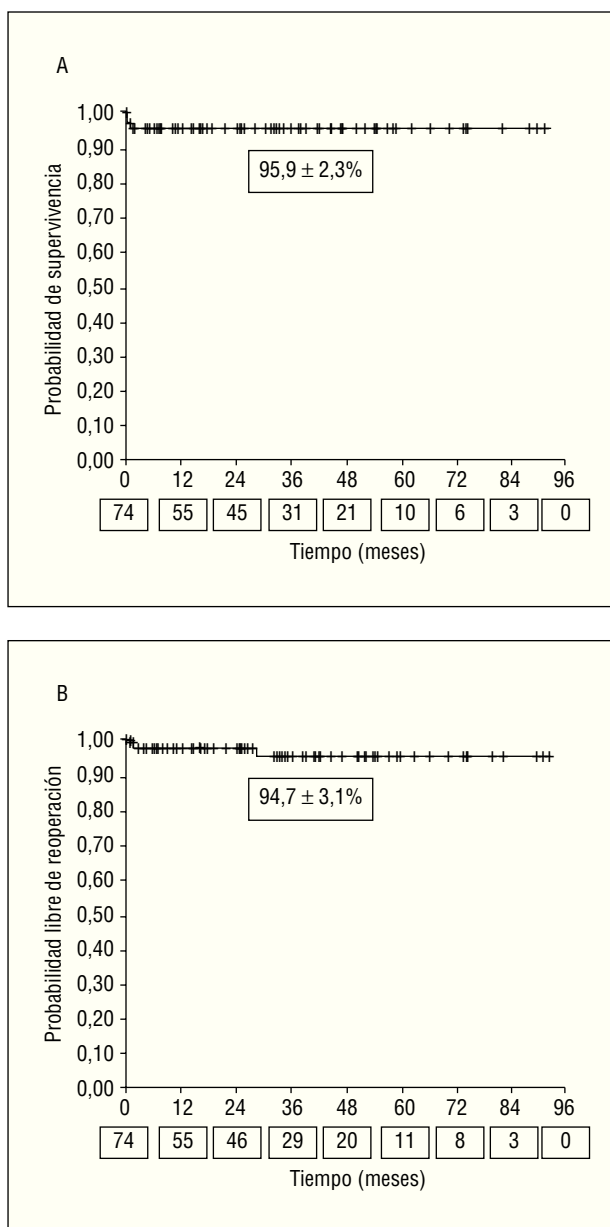 A
1,00
0,90
0,80
0,70
0,60
0,50
0,40
0,30
0,20
0,10
0,00
Probabilidad de supervivencia
95,9 ± 2,3%
0 12 24 36 48 60 72 84 96
74 55 45 31 21 10 6 3 0
Tiempo (meses)
B
1,00
0,90
0,80
0,70
0,60
0,50
0,40
0,30
0,20
0,10
0,00
Probabilidad libre de reoperación
94,7 ± 3,1%
0 12 24 36 48 60 72 84 96
74 55 46 29 20 11 8 3 0
Tiempo (meses)